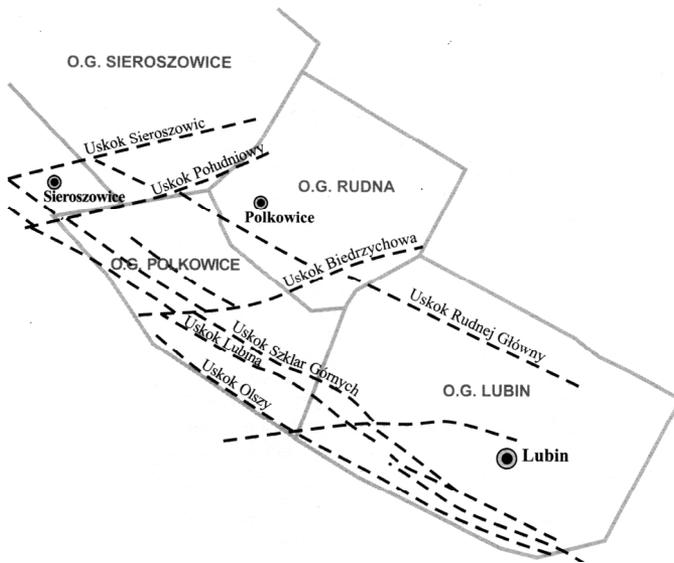 O.G. SIEROSZOWICE
Uskok Sieroszowic
Uskok Południowy
Sieroszowice
O.G. RUDNA
Polkowice
Uskok Biedrzychowa
O.G. POLKOWICE
Uskok Rudnej Główny
Uskok Szklar Górnych
Uskok Lubina
Uskok Olszy
O.G. LUBIN
Lubin